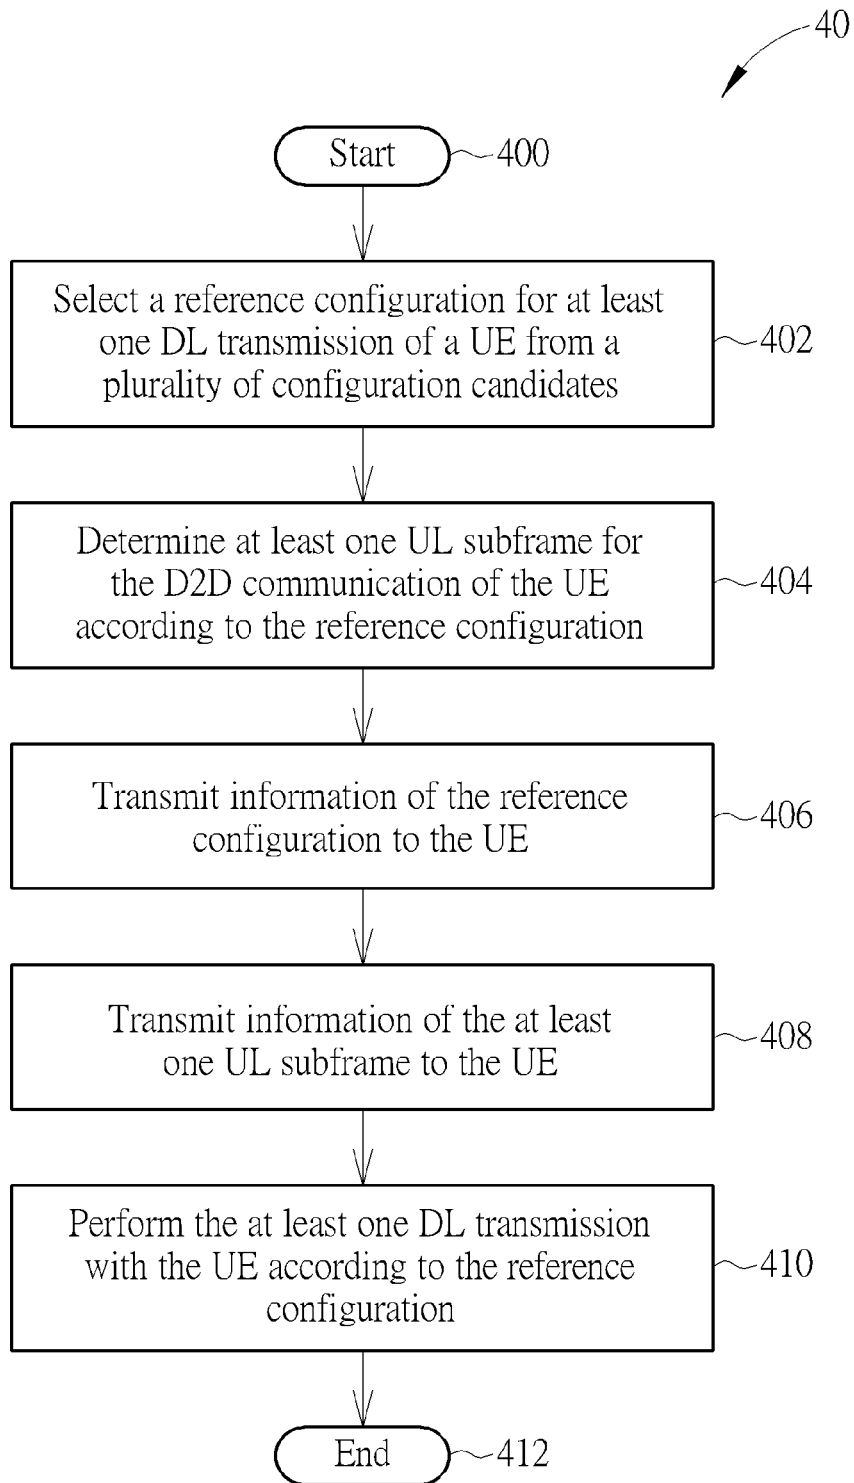 40
Start
400
Select a reference configuration for at least
one DL transmission of a UE from a
plurality of configuration candidates
402
Determine at least one UL subframe for
the D2D communication of the UE
according to the reference configuration
404
Transmit information of the reference
configuration to the UE
406
Transmit information of the at least
one UL subframe to the UE
408
Perform the at least one DL transmission
with the UE according to the reference
configuration
410
End
412